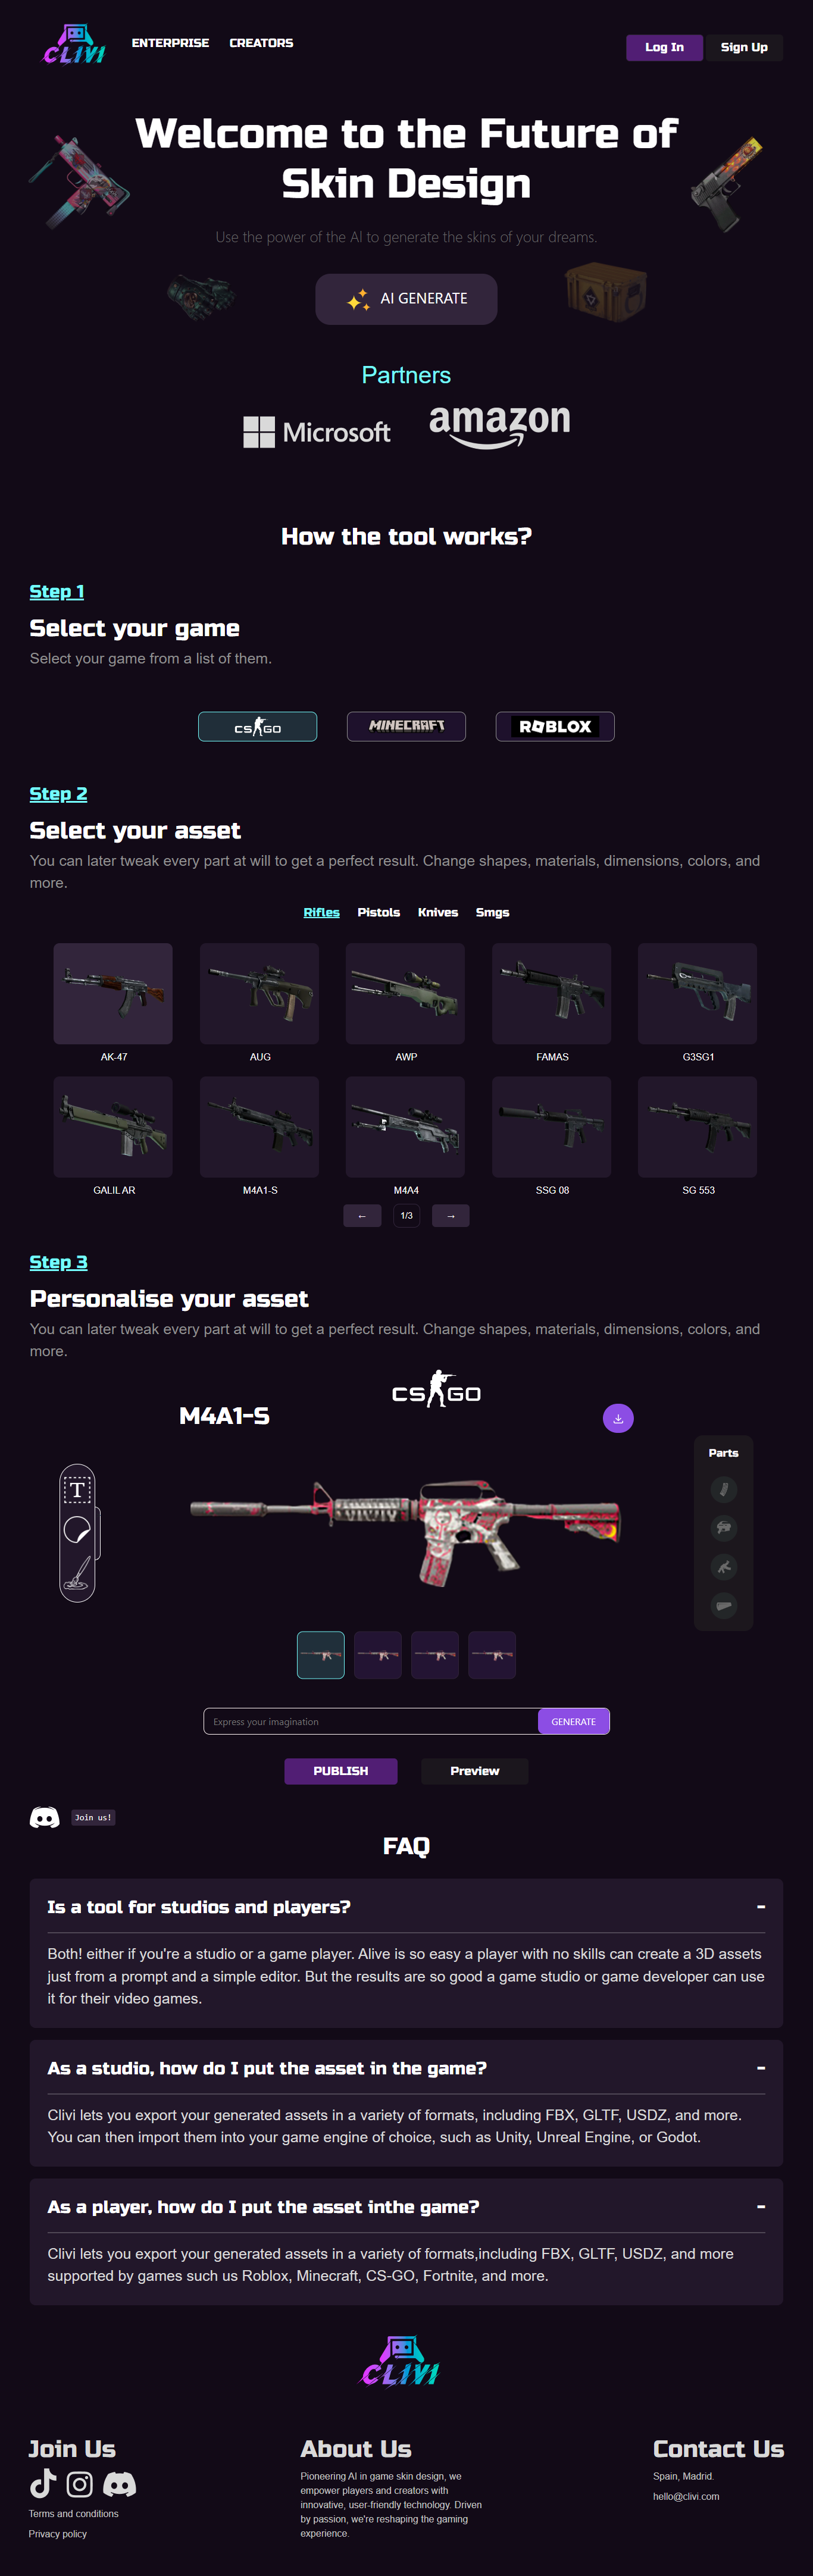 CLIVI
ENTERPRISE
CREATORS
Log In
Sign Up
Welcome to the Future of
Skin Design
Use the power of the AI to generate the skins of your dreams.
AI GENERATE
Partners
Microsoft
amazon
How the tool works?
Step 1
Select your game
Select your game from a list of them.
CS GO
MINECRAFT
ROBLOX
Step 2
Select your asset
You can later tweak every part at will to get a perfect result. Change shapes, materials, dimensions, colors, and
more.
Rifles
Pistols
Knives
Smgs
AK-47
AUG
AWP
FAMAS
G3SG1
GALIL AR
M4A1-S
M4A4
SSG 08
SG 553
←
1/3
→
Step 3
Personalise your asset
You can later tweak every part at will to get a perfect result. Change shapes, materials, dimensions, colors, and
more.
CS GO
M4A1-S
Parts
T
Express your imagination
GENERATE
PUBLISH
Preview
Join us!
FAQ
Is a tool for studios and players?
-
Both! either if you're a studio or a game player. Alive is so easy a player with no skills can create a 3D assets
just from a prompt and a simple editor. But the results are so good a game studio or game developer can use
it for their video games.
As a studio, how do I put the asset in the game?
-
Clivi lets you export your generated assets in a variety of formats, including FBX, GLTF, USDZ, and more.
You can then import them into your game engine of choice, such as Unity, Unreal Engine, or Godot.
As a player, how do I put the asset inthe game?
-
Clivi lets you export your generated assets in a variety of formats,including FBX, GLTF, USDZ, and more
supported by games such us Roblox, Minecraft, CS-GO, Fortnite, and more.
CLIVI
Join Us
Terms and conditions
Privacy policy
About Us
Pioneering AI in game skin design, we
empower players and creators with
innovative, user-friendly technology. Driven
by passion, we're reshaping the gaming
experience.
Contact Us
Spain, Madrid.
hello@clivi.com